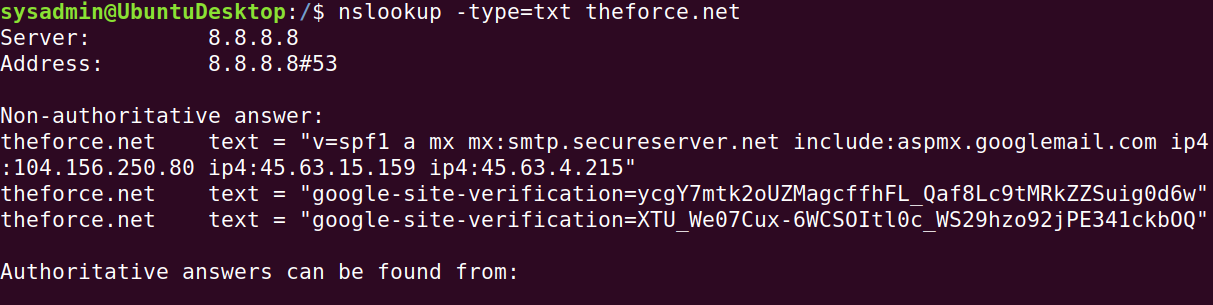 sysadmin@UbuntuDesktop:/$ nslookup -type=txt theforce.net
Server: 8.8.8.8
Address: 8.8.8.8#53
Non-authoritative answer:
theforce.net text = "v=spf1 a mx mx:smtp.secureserver.net include:aspmx.googlemail.com ip4
:104.156.250.80 ip4:45.63.15.159 ip4:45.63.4.215"
theforce.net text = "google-site-verification=ycgY7mtk2oUZMagcffhFL_Qaf8Lc9tMRkZZSuig0d6w"
theforce.net text = "google-site-verification=XTU_We07Cux-6WCSOItl0c_WS29hzo92jPE341ckbOQ"
Authoritative answers can be found from: